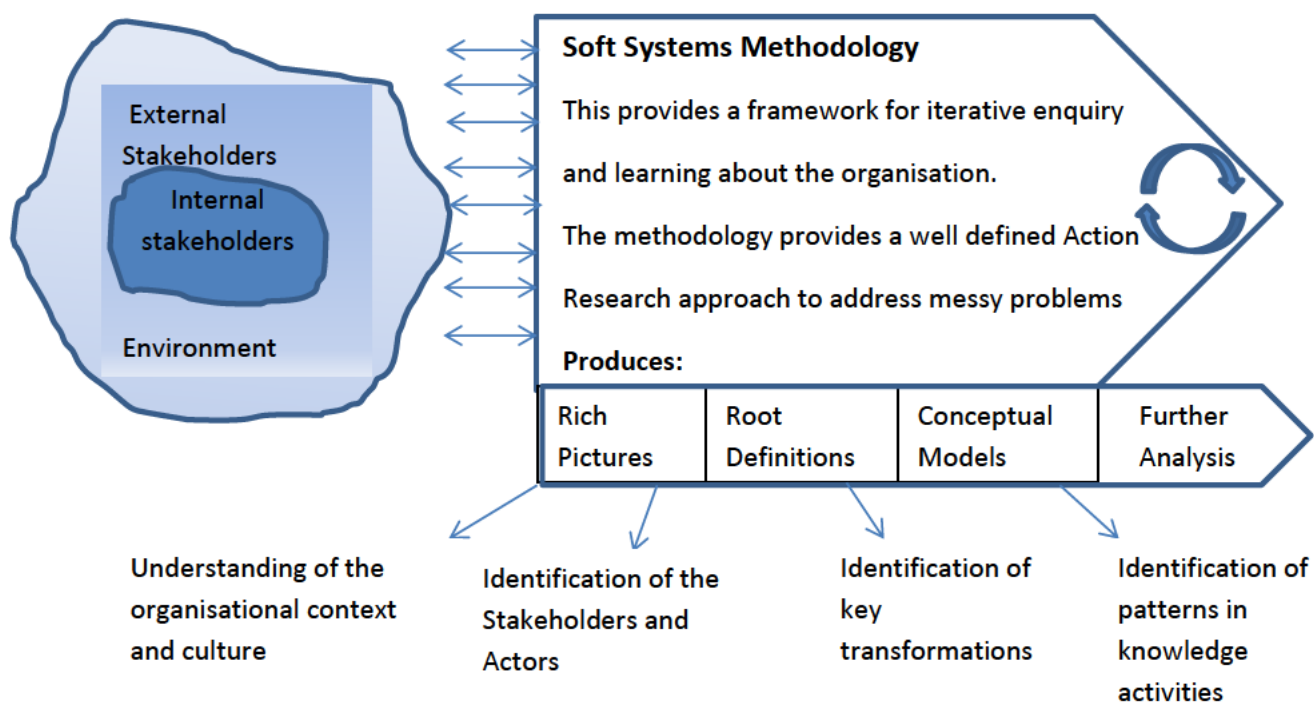 External
Stakeholders
Internal
stakeholders
Environment
Soft Systems Methodology
This provides a framework for iterative enquiry
and learning about the organisation.
The methodology provides a well defined Action
Research approach to address messy problems
Produces:
Rich
Pictures
Root
Definitions
Conceptual
Models
Further
Analysis
Understanding of the
organisational context
and culture
Identification of the
Stakeholders and
Actors
Identification of
key
transformations
Identification of
patterns in
knowledge
activities